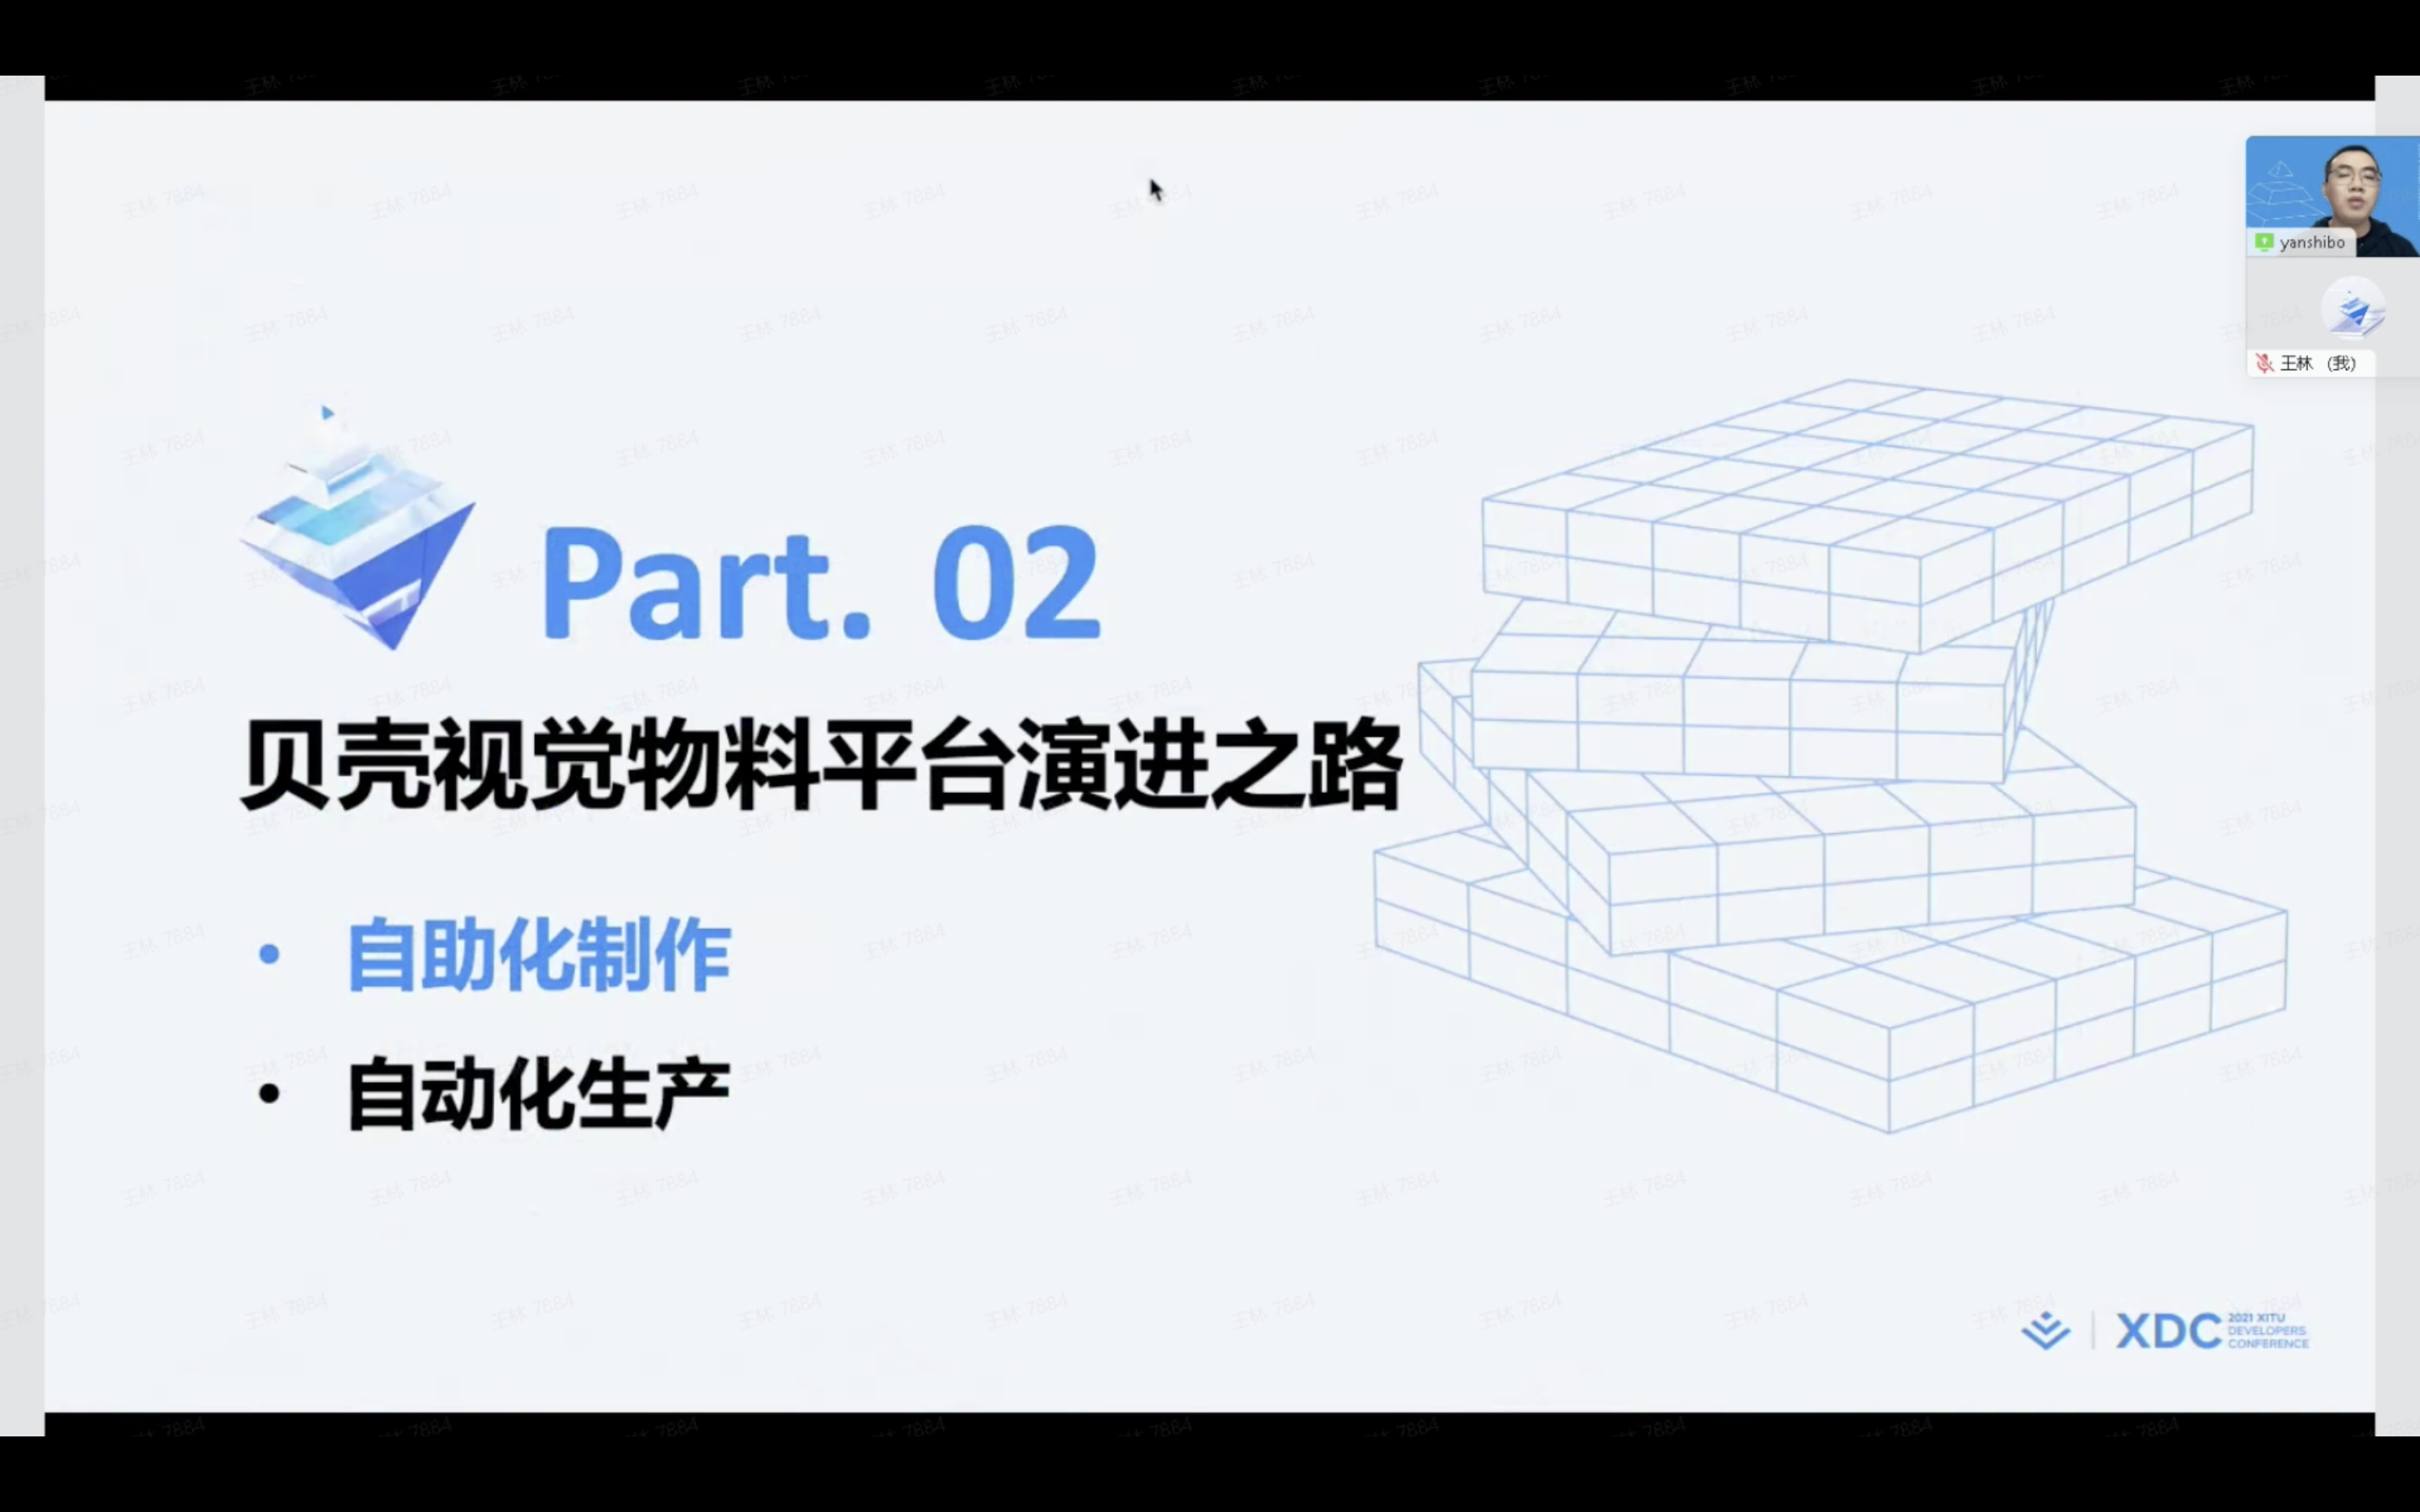 yanshibo
王林 (我)
Part. 02
贝壳视觉物料平台演进之路
• 自助化制作
• 自动化生产
XDC
2021 XITU
DEVELOPERS
CONFERENCE
王林 7884